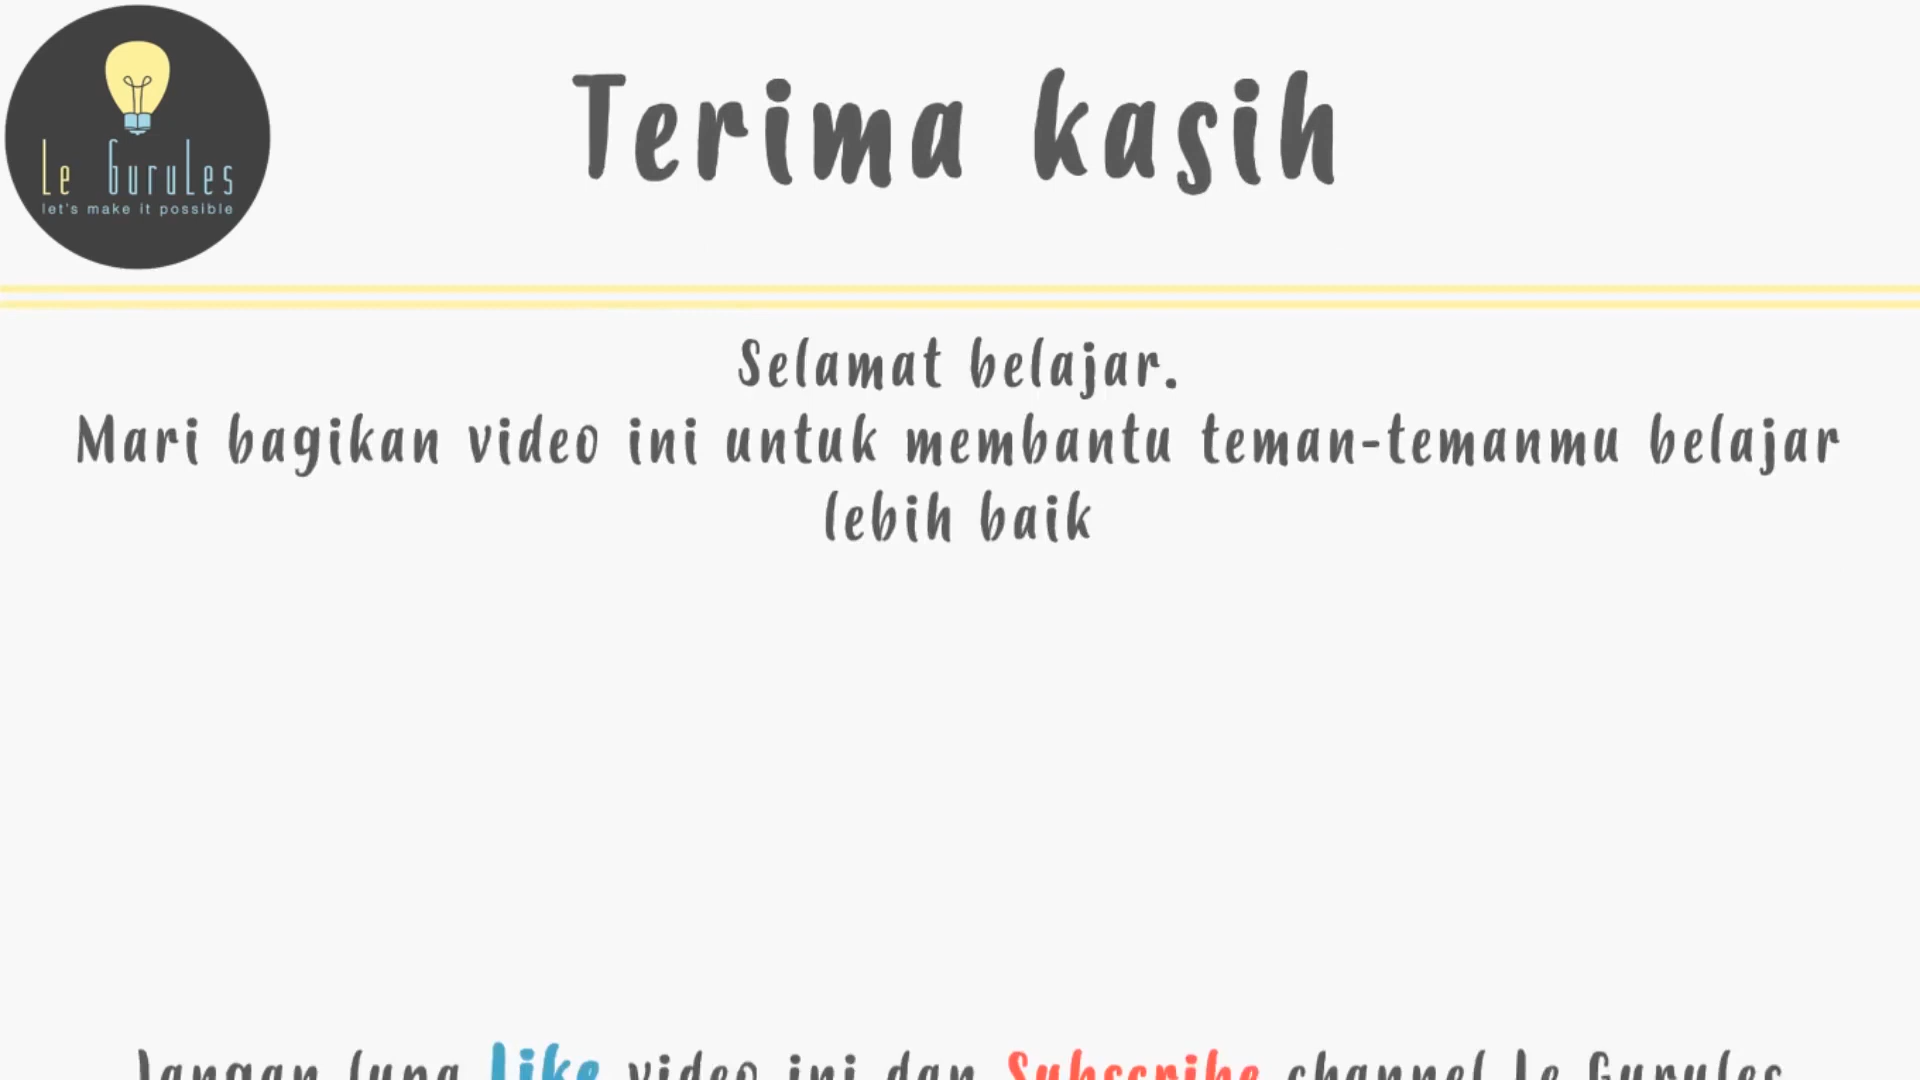 Le GuruLes
let's make it possible
Terima kasih
Selamat belajar.
Mari bagikan video ini untuk membantu teman-temanmu belajar
lebih baik
Jangan lupa Like video ini dan Subscribe channel Le Gurules